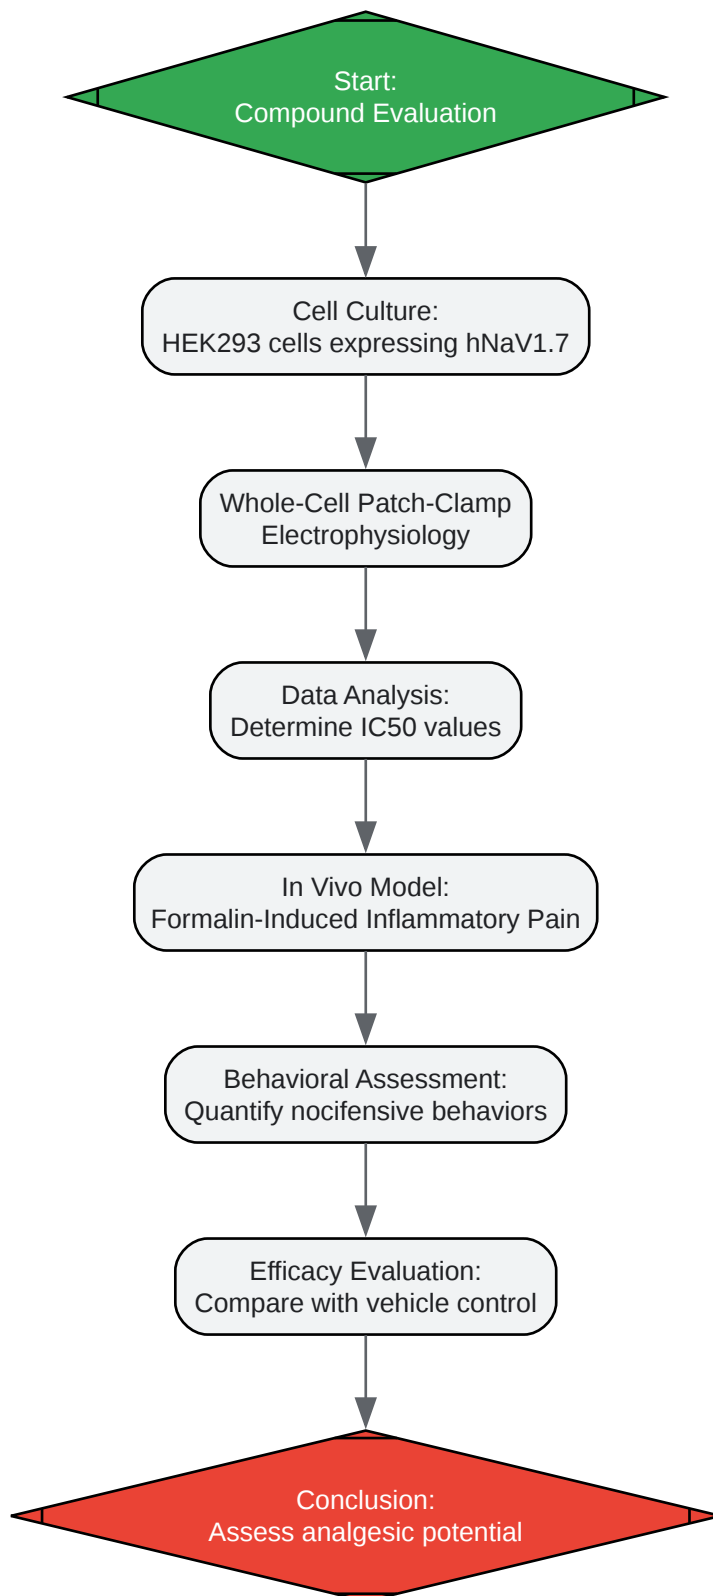 Start:
Compound Evaluation
Cell Culture:
HEK293 cells expressing hNaV1.7
Whole-Cell Patch-Clamp
Electrophysiology
Data Analysis:
Determine IC50 values
In Vivo Model:
Formalin-Induced Inflammatory Pain
Behavioral Assessment:
Quantify nocifensive behaviors
Efficacy Evaluation:
Compare with vehicle control
Conclusion:
Assess analgesic potential